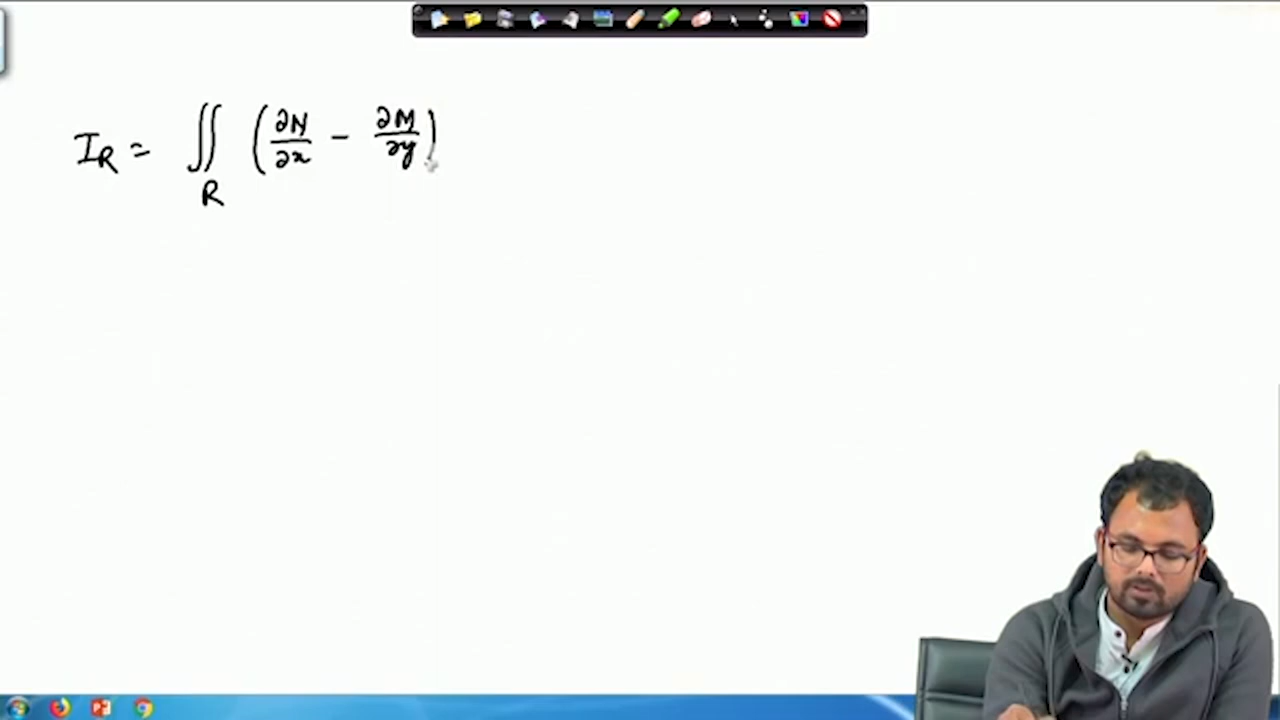 I_R = ∬_R (∂N/∂x − ∂M/∂y)